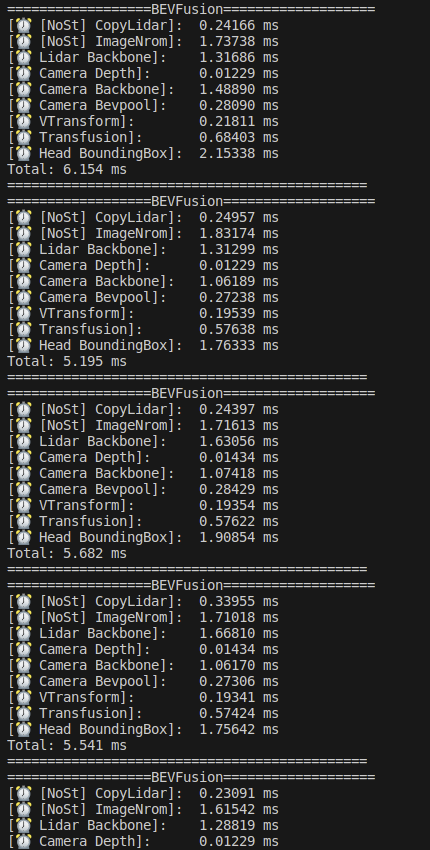 ==================BEVFusion===================
[⏰ [NoSt] CopyLidar]:  0.24166 ms
[⏰ [NoSt] ImageNrom]:  1.73738 ms
[⏰ Lidar Backbone]:    1.31686 ms
[⏰ Camera Depth]:      0.01229 ms
[⏰ Camera Backbone]:   1.48890 ms
[⏰ Camera Bevpool]:    0.28090 ms
[⏰ VTransform]:        0.21811 ms
[⏰ Transfusion]:       0.68403 ms
[⏰ Head BoundingBox]:  2.15338 ms
Total: 6.154 ms
=============================================
==================BEVFusion===================
[⏰ [NoSt] CopyLidar]:  0.24957 ms
[⏰ [NoSt] ImageNrom]:  1.83174 ms
[⏰ Lidar Backbone]:    1.31299 ms
[⏰ Camera Depth]:      0.01229 ms
[⏰ Camera Backbone]:   1.06189 ms
[⏰ Camera Bevpool]:    0.27238 ms
[⏰ VTransform]:        0.19539 ms
[⏰ Transfusion]:       0.57638 ms
[⏰ Head BoundingBox]:  1.76333 ms
Total: 5.195 ms
=============================================
==================BEVFusion===================
[⏰ [NoSt] CopyLidar]:  0.24397 ms
[⏰ [NoSt] ImageNrom]:  1.71613 ms
[⏰ Lidar Backbone]:    1.63056 ms
[⏰ Camera Depth]:      0.01434 ms
[⏰ Camera Backbone]:   1.07418 ms
[⏰ Camera Bevpool]:    0.28429 ms
[⏰ VTransform]:        0.19354 ms
[⏰ Transfusion]:       0.57622 ms
[⏰ Head BoundingBox]:  1.90854 ms
Total: 5.682 ms
=============================================
==================BEVFusion===================
[⏰ [NoSt] CopyLidar]:  0.33955 ms
[⏰ [NoSt] ImageNrom]:  1.71018 ms
[⏰ Lidar Backbone]:    1.66810 ms
[⏰ Camera Depth]:      0.01434 ms
[⏰ Camera Backbone]:   1.06170 ms
[⏰ Camera Bevpool]:    0.27306 ms
[⏰ VTransform]:        0.19341 ms
[⏰ Transfusion]:       0.57424 ms
[⏰ Head BoundingBox]:  1.75642 ms
Total: 5.541 ms
=============================================
==================BEVFusion===================
[⏰ [NoSt] CopyLidar]:  0.23091 ms
[⏰ [NoSt] ImageNrom]:  1.61542 ms
[⏰ Lidar Backbone]:    1.28819 ms
[⏰ Camera Depth]:      0.01229 ms